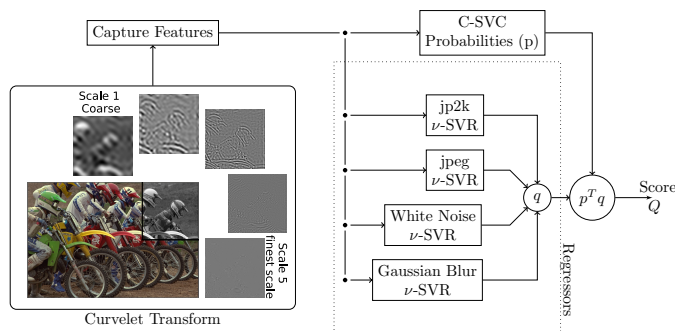 Capture Features
C-SVC
Probabilities (p)
Scale 1
Coarse
jp2k
ν-SVR
jpeg
ν-SVR
White Noise
ν-SVR
Gaussian Blur
ν-SVR
q
pᵀq
Score
Q
Regressors
Scale 5
finest scale
Curvelet Transform